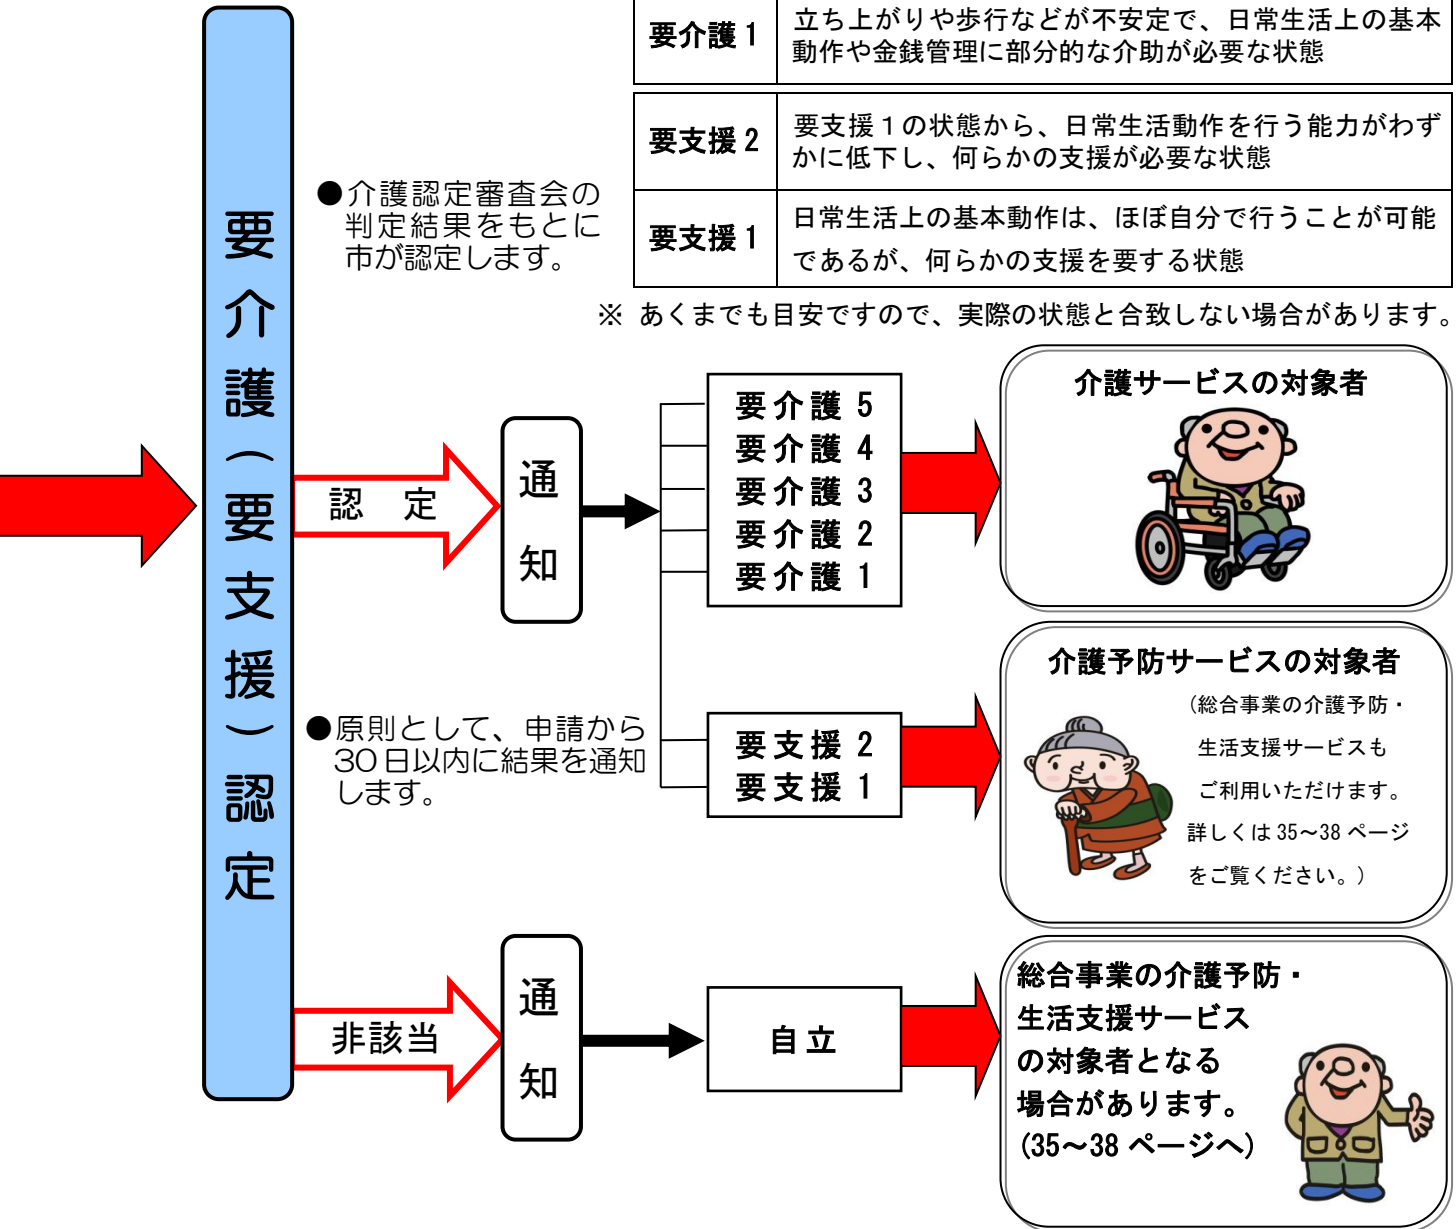 要介護1
立ち上がりや歩行などが不安定で、日常生活上の基本
動作や金銭管理に部分的な介助が必要な状態
要支援2
要支援1の状態から、日常生活動作を行う能力がわず
かに低下し、何らかの支援が必要な状態
要支援1
日常生活上の基本動作は、ほぼ自分で行うことが可能
であるが、何らかの支援を要する状態
※ あくまでも目安ですので、実際の状態と合致しない場合があります。
要介護(要支援)認定
●介護認定審査会の
判定結果をもとに
市が認定します。
認 定
通知
要介護5
要介護4
要介護3
要介護2
要介護1
介護サービスの対象者
●原則として、申請から
30日以内に結果を通知
します。
要支援2
要支援1
介護予防サービスの対象者
(総合事業の介護予防・
生活支援サービスも
ご利用いただけます。
詳しくは35~38ページ
をご覧ください。)
非該当
通知
自立
総合事業の介護予防・
生活支援サービス
の対象者となる
場合があります。
(35~38ページへ)